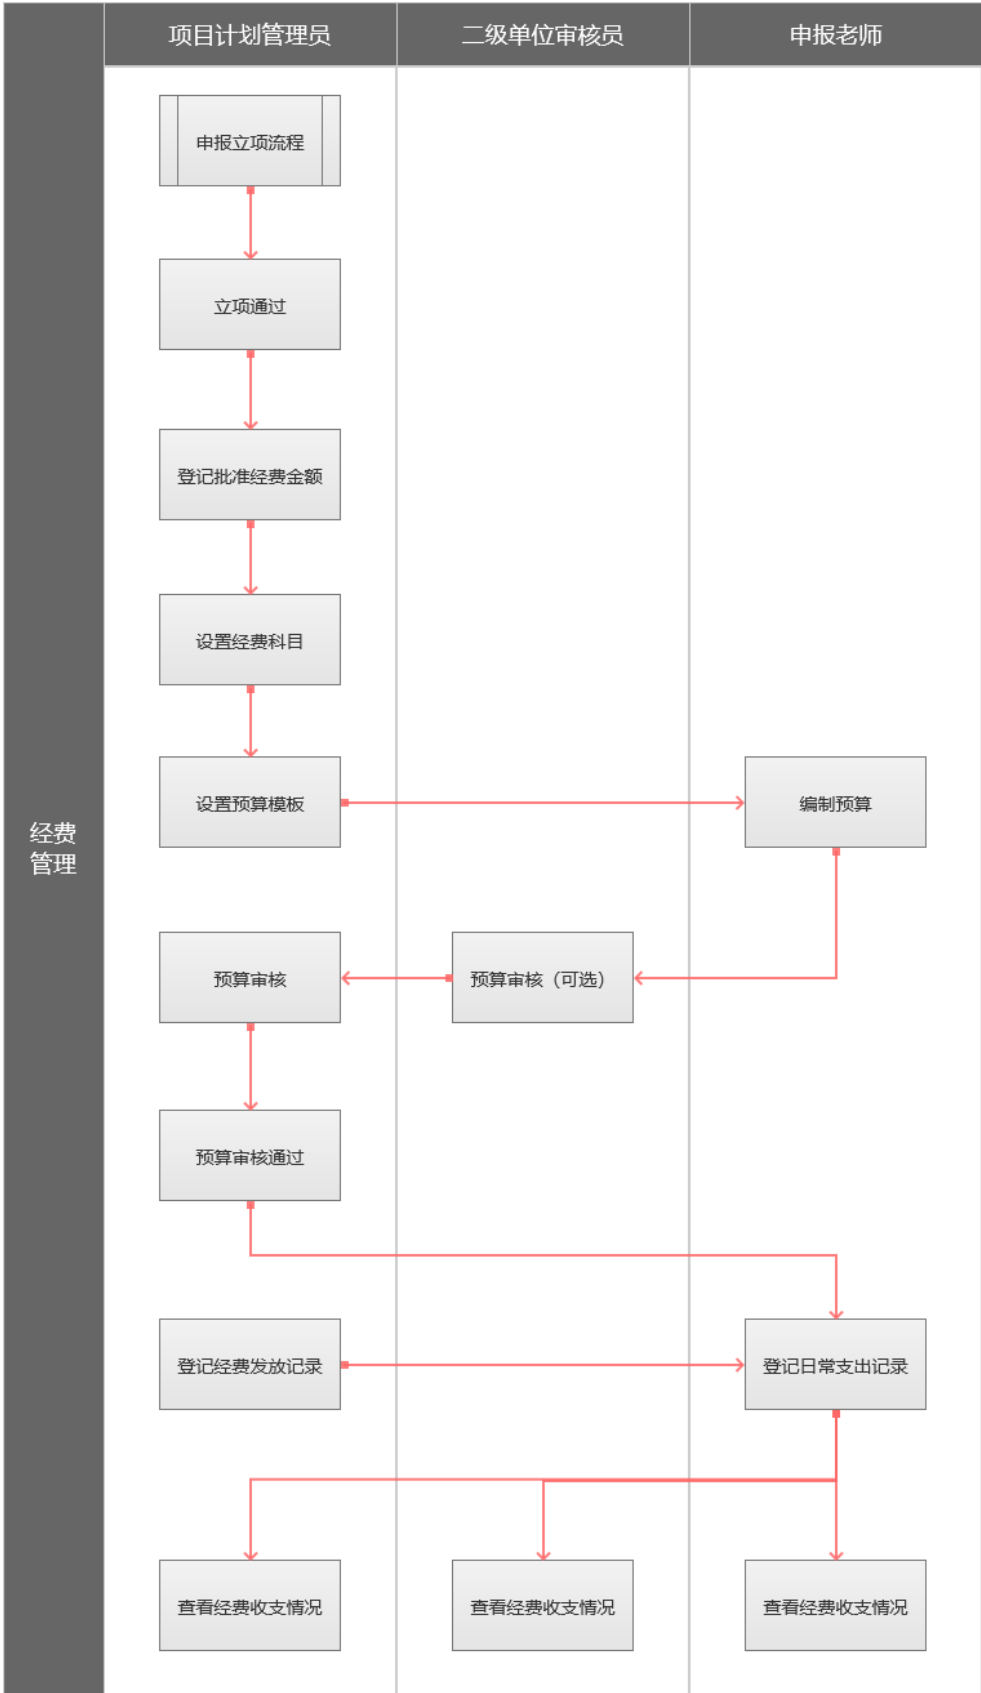 项目计划管理员
二级单位审核员
申报老师
经费
管理
申报立项流程
立项通过
登记批准经费金额
设置经费科目
设置预算模板
编制预算
预算审核
预算审核（可选）
预算审核通过
登记经费发放记录
登记日常支出记录
查看经费收支情况
查看经费收支情况
查看经费收支情况